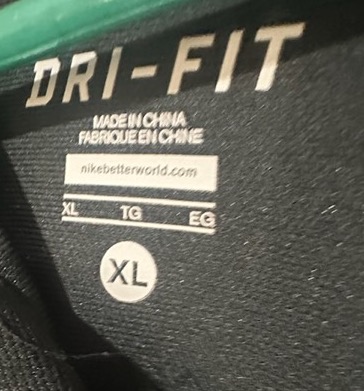 DRI-FIT
MADE IN CHINA
FABRIQUE EN CHINE
nikebetterworld.com
XL TG EG
XL